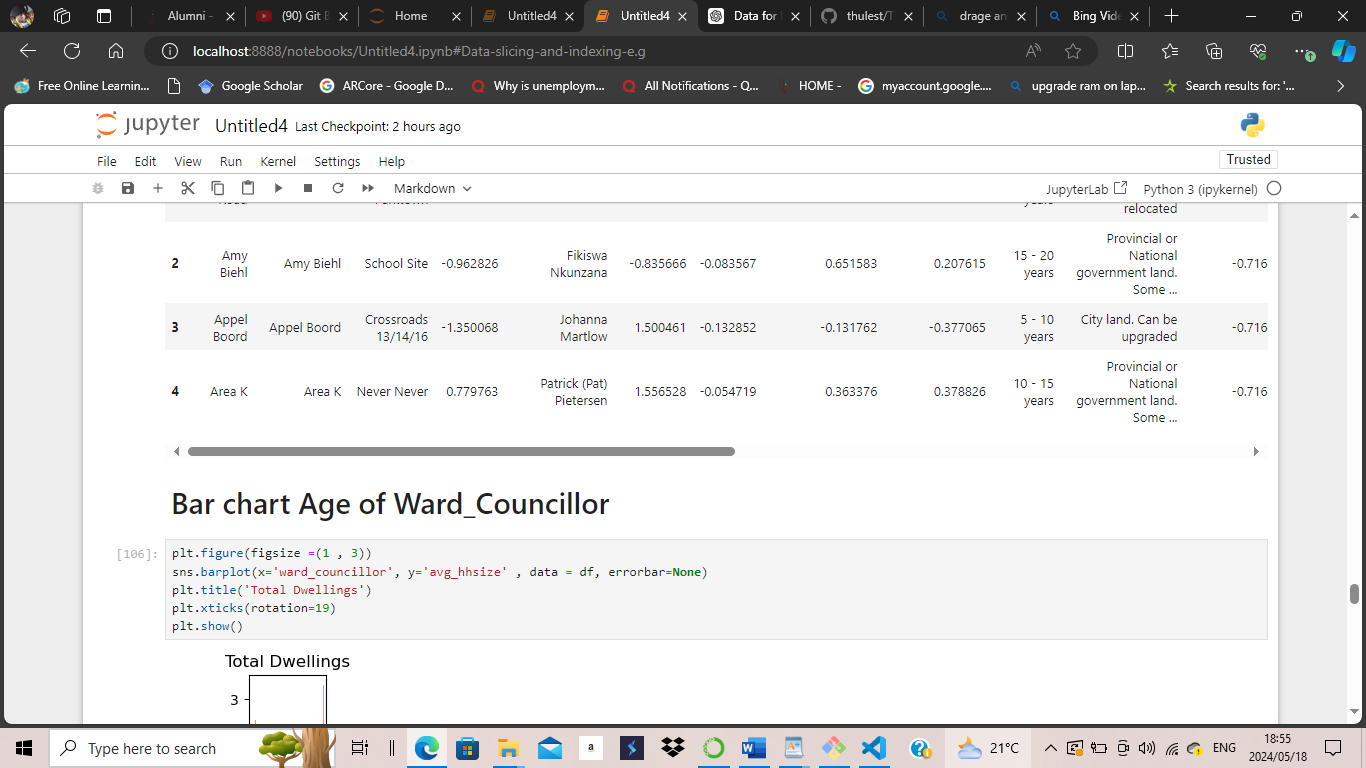 Alumni -
(90) Git B
Home
Untitled4
Untitled4
Data for
thulest/T
drage an
Bing Vide
localhost:8888/notebooks/Untitled4.ipynb#Data-slicing-and-indexing-e.g
Free Online Learnin...
Google Scholar
ARCore - Google D...
Why is unemploym...
All Notifications - Q...
HOME -
myaccount.google....
upgrade ram on lap...
Search results for: '...
jupyter Untitled4 Last Checkpoint: 2 hours ago
File Edit View Run Kernel Settings Help
Trusted
Markdown
JupyterLab
Python 3 (ipykernel)
relocated
2 Amy Biehl Amy Biehl School Site -0.962826 Fikiswa Nkunzana -0.835666 -0.083567 0.651583 0.207615 15 - 20 years Provincial or National government land. Some ... -0.716
3 Appel Boord Appel Boord Crossroads 13/14/16 -1.350068 Johanna Martlow 1.500461 -0.132852 -0.131762 -0.377065 5 - 10 years City land. Can be upgraded -0.716
4 Area K Area K Never Never 0.779763 Patrick (Pat) Pietersen 1.556528 -0.054719 0.363376 0.378826 10 - 15 years Provincial or National government land. Some ... -0.716
Bar chart Age of Ward_Councillor
[106]:
plt.figure(figsize =(1 , 3))
sns.barplot(x='ward_councillor', y='avg_hhsize' , data = df, errorbar=None)
plt.title('Total Dwellings')
plt.xticks(rotation=19)
plt.show()
Total Dwellings
3
Type here to search
21°C
ENG
18:55
2024/05/18